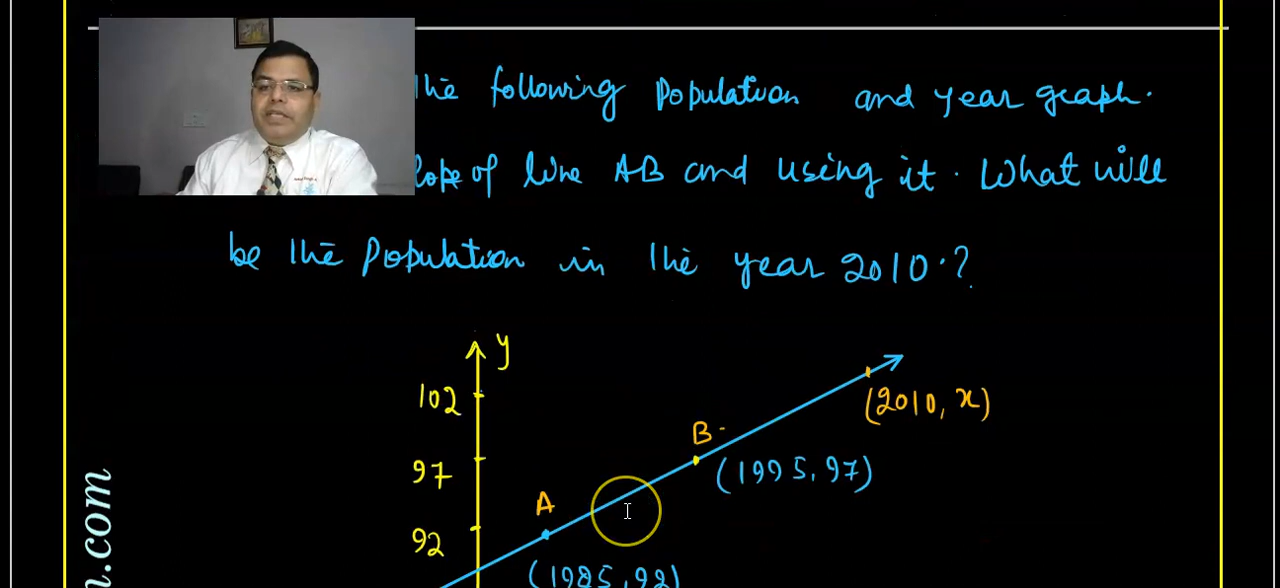 The following Population and year graph.
lope of line AB and using it. What will
be the Population in the year 2010.?
y
102
(2010, x)
B
97
(1995, 97)
A
92
(1985, 92)
n.com